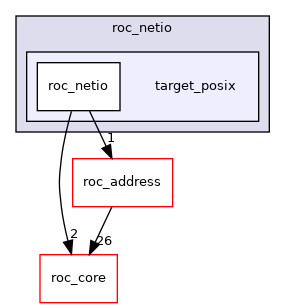 roc_netio
roc_netio target_posix
1
roc_address
2 26
roc_core